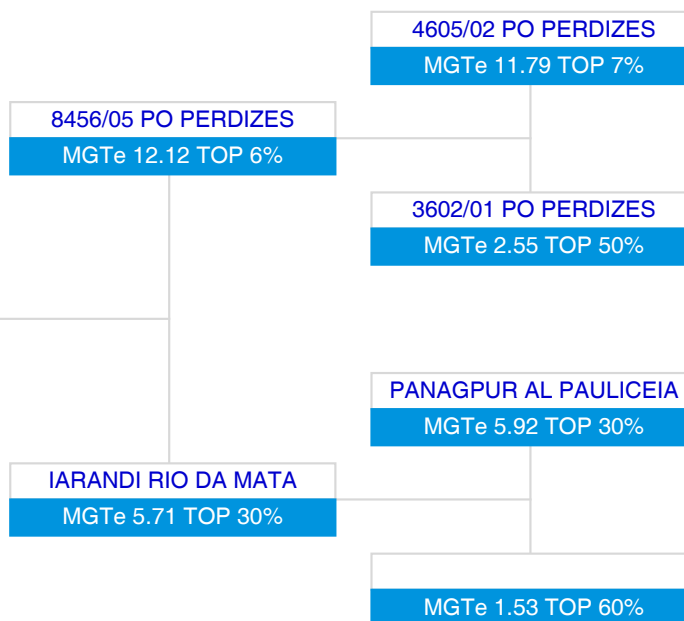 4605/02 PO PERDIZES
MGTe 11.79 TOP 7%
8456/05 PO PERDIZES
MGTe 12.12 TOP 6%
3602/01 PO PERDIZES
MGTe 2.55 TOP 50%
PANAGPUR AL PAULICEIA
MGTe 5.92 TOP 30%
IARANDI RIO DA MATA
MGTe 5.71 TOP 30%
MGTe 1.53 TOP 60%